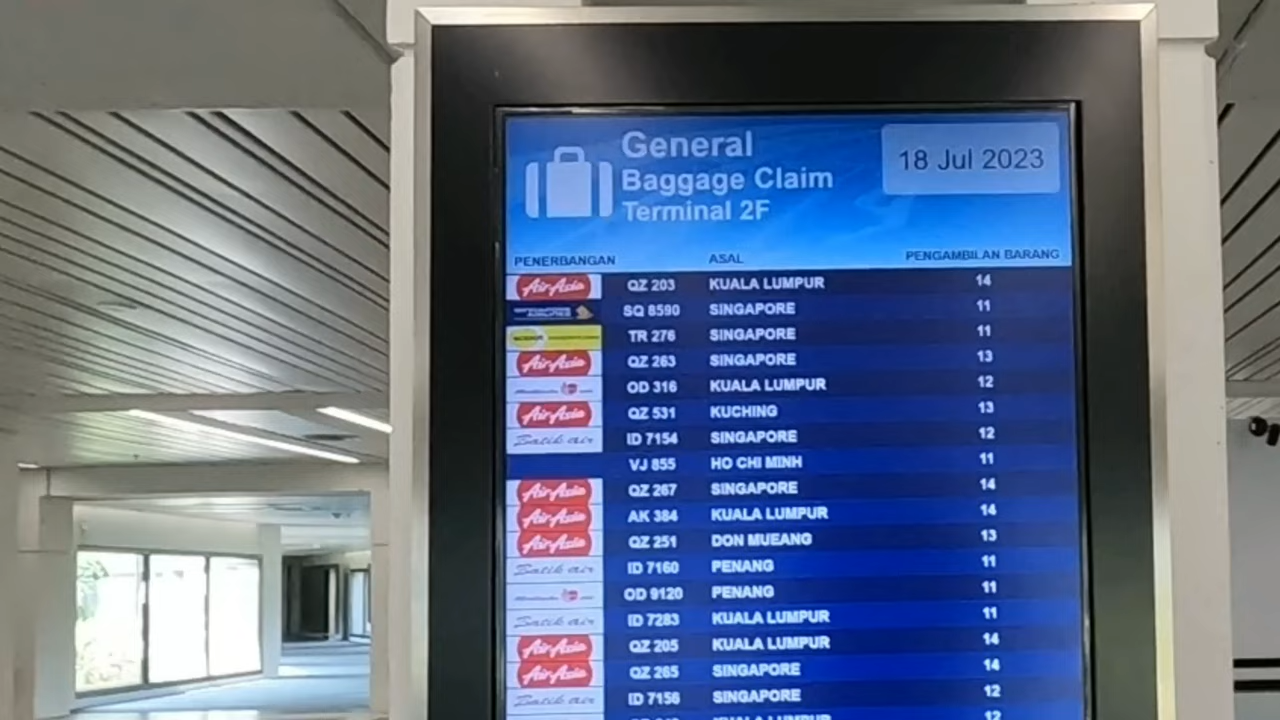 General
Baggage Claim
Terminal 2F
18 Jul 2023
PENERBANGAN ASAL PENGAMBILAN BARANG
AirAsia QZ 203 KUALA LUMPUR 14
SQ 8590 SINGAPORE 11
TR 276 SINGAPORE 11
AirAsia QZ 263 SINGAPORE 13
OD 316 KUALA LUMPUR 12
AirAsia QZ 531 KUCHING 13
Batik air ID 7154 SINGAPORE 12
VJ 855 HO CHI MINH 11
AirAsia QZ 267 SINGAPORE 14
AirAsia AK 384 KUALA LUMPUR 14
AirAsia QZ 251 DON MUEANG 13
Batik air ID 7160 PENANG 11
OD 9120 PENANG 11
Batik air ID 7283 KUALA LUMPUR 11
AirAsia QZ 205 KUALA LUMPUR 14
AirAsia QZ 265 SINGAPORE 14
Batik air ID 7156 SINGAPORE 12
KUALA LUMPUR 12